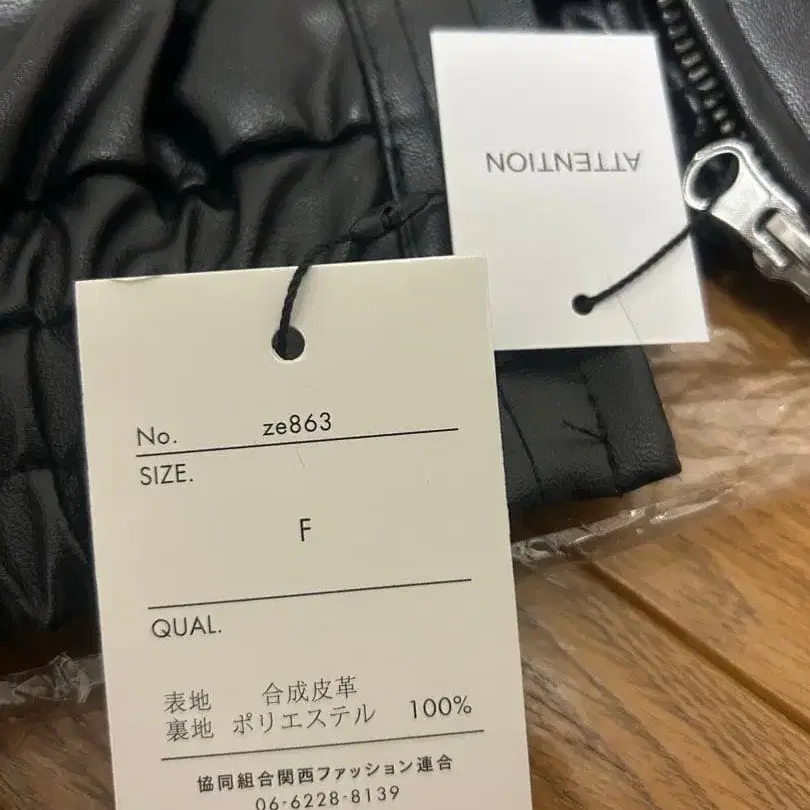 ATTENTION
No. ze863
SIZE.
F
QUAL.
表地 合成皮革
裏地 ポリエステル 100%
協同組合関西ファッション連合
06-6228-8139